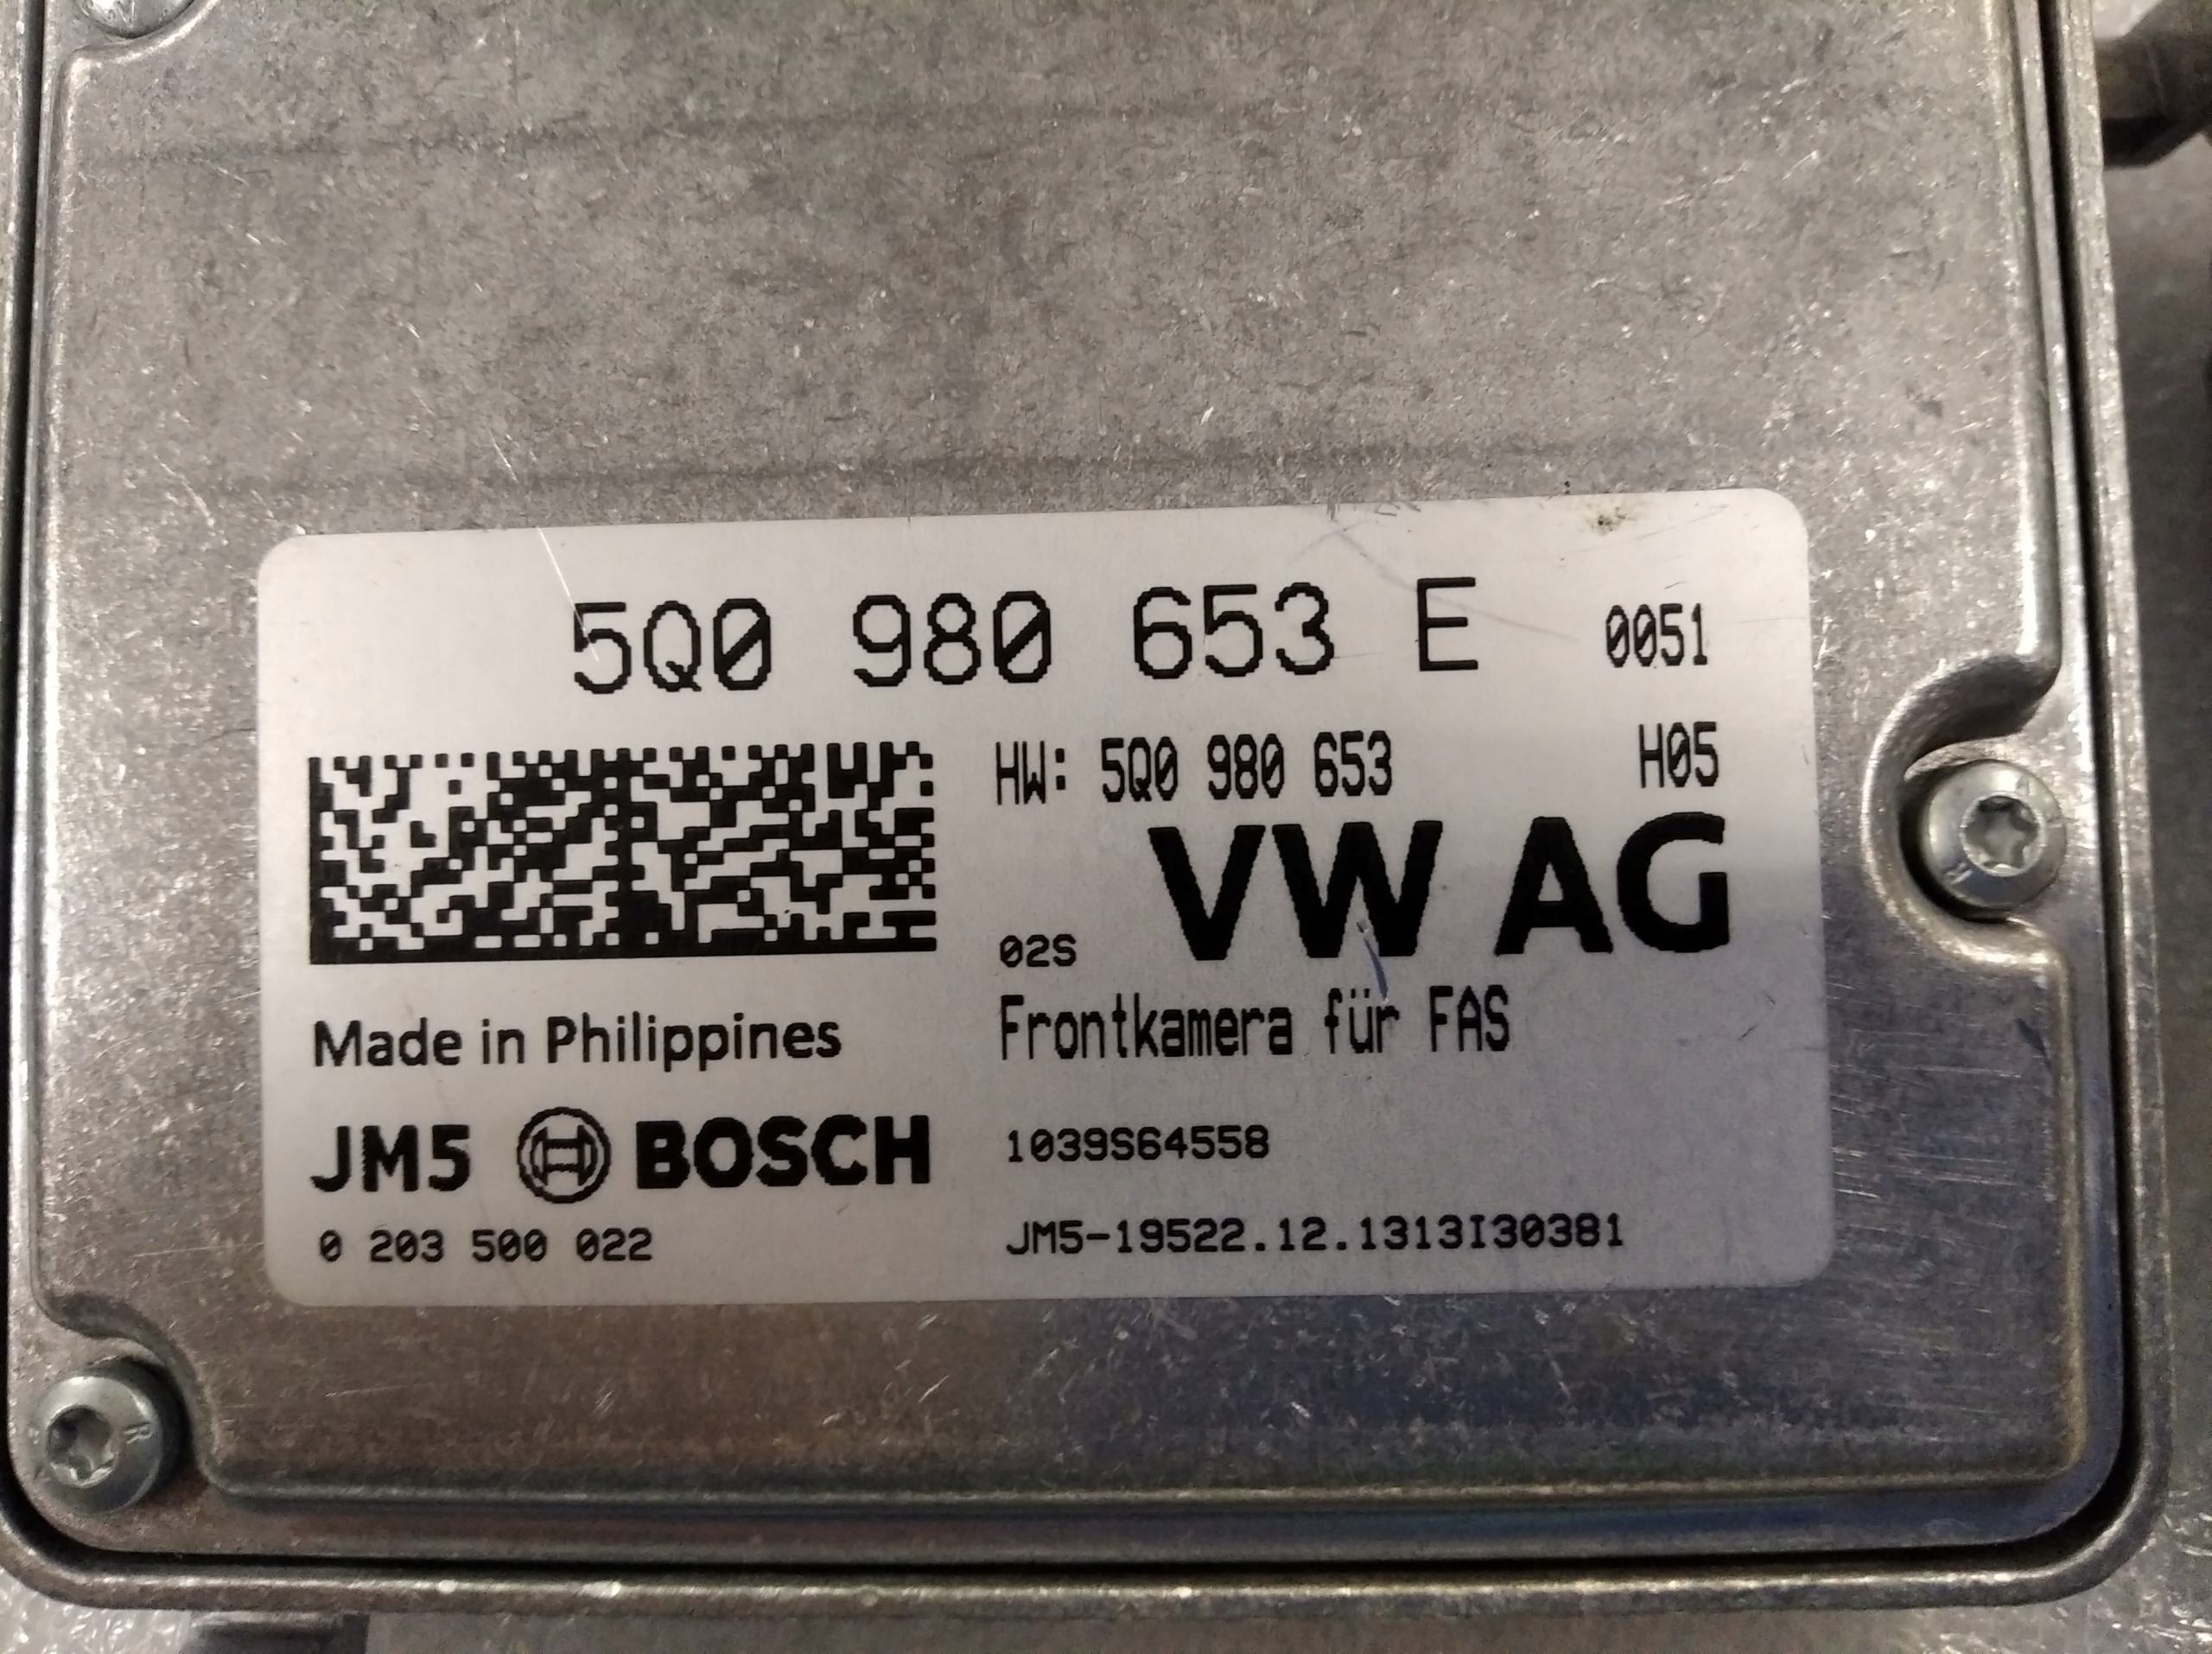 5Q0 980 653 E 0051
HW: 5Q0 980 653 H05
02S VW AG
Made in Philippines
Frontkamera für FAS
JM5 BOSCH
1039S64558
0 203 500 022
JM5-19522.12.1313I30381